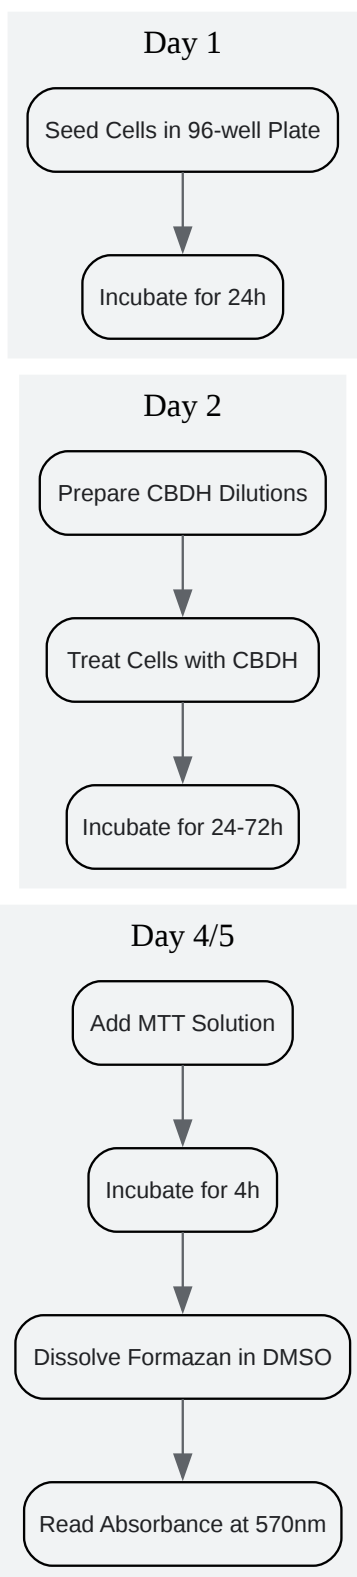 Day 1
Seed Cells in 96-well Plate
Incubate for 24h
Day 2
Prepare CBDH Dilutions
Treat Cells with CBDH
Incubate for 24-72h
Day 4/5
Add MTT Solution
Incubate for 4h
Dissolve Formazan in DMSO
Read Absorbance at 570nm